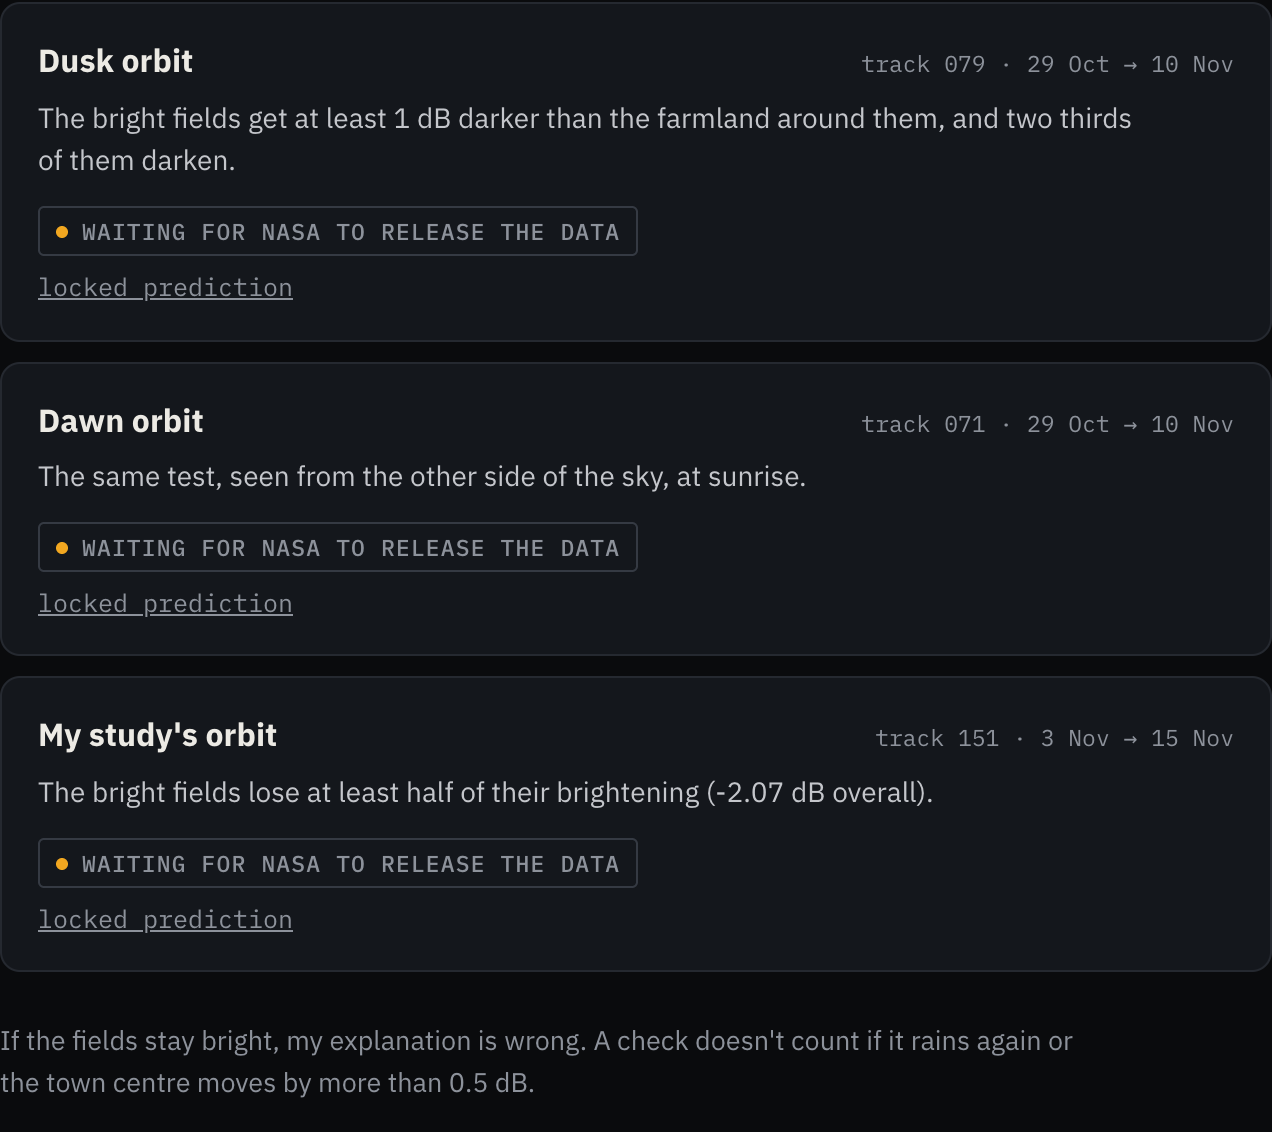 Dusk orbit
track 079 · 29 Oct → 10 Nov
The bright fields get at least 1 dB darker than the farmland around them, and two thirds
of them darken.
WAITING FOR NASA TO RELEASE THE DATA
locked prediction
Dawn orbit
track 071 · 29 Oct → 10 Nov
The same test, seen from the other side of the sky, at sunrise.
WAITING FOR NASA TO RELEASE THE DATA
locked prediction
My study's orbit
track 151 · 3 Nov → 15 Nov
The bright fields lose at least half of their brightening (-2.07 dB overall).
WAITING FOR NASA TO RELEASE THE DATA
locked prediction
If the fields stay bright, my explanation is wrong. A check doesn't count if it rains again or
the town centre moves by more than 0.5 dB.